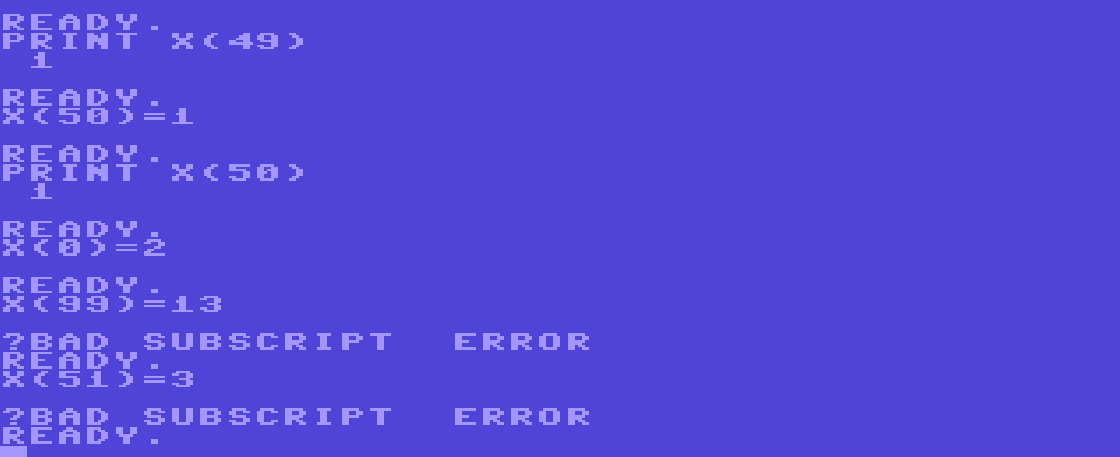 READY.
PRINT X(49)
 1
READY.
X(50)=1
READY.
PRINT X(50)
 1
READY.
X(0)=2
READY.
X(99)=13
?BAD SUBSCRIPT  ERROR
READY.
X(51)=3
?BAD SUBSCRIPT  ERROR
READY.